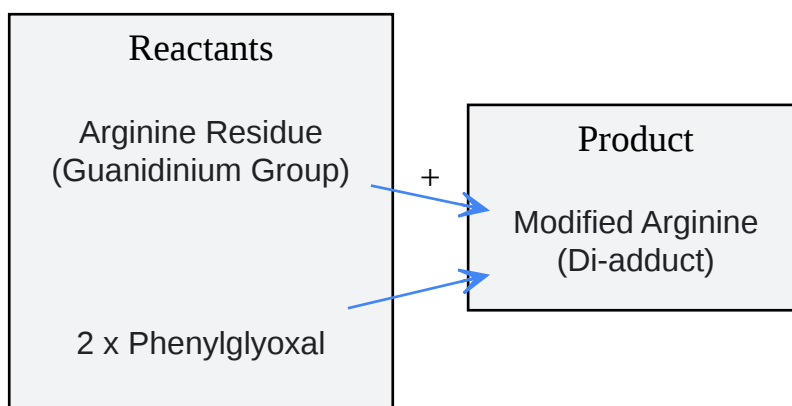 Reactants
Arginine Residue
(Guanidinium Group)
2 x Phenylglyoxal
+
Product
Modified Arginine
(Di-adduct)